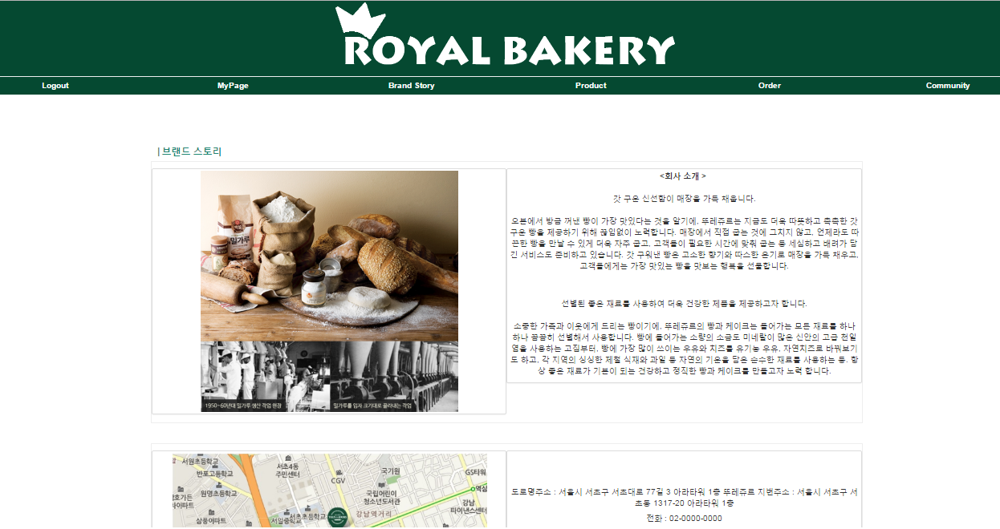 ROYAL BAKERY
Logout
MyPage
Brand Story
Product
Order
Community
| 브랜드 스토리
밀가루
1950~60년대 밀가루 생산 작업 현장
밀가루를 입자 크기대로 골라내는 작업
<회사 소개 >
갓 구운 신선함이 매장을 가득 채웁니다.
오븐에서 방금 꺼낸 빵이 가장 맛있다는 것을 알기에, 뚜레쥬르는 지금도 더욱 따뜻하고 촉촉한 갓
구운 빵을 제공하기 위해 끊임없이 노력합니다. 매장에서 직접 굽는 것에 그치지 않고, 언제라도 따
끈한 빵을 만날 수 있게 더욱 자주 굽고, 고객들이 필요한 시간에 맞춰 굽는 등 세심하고 배려가 담
긴 서비스도 준비하고 있습니다. 갓 구워낸 빵은 고소한 향기와 따스한 온기로 매장을 가득 채우고,
고객들에게는 가장 맛있는 빵을 맛보는 행복을 선물합니다.
선별된 좋은 재료를 사용하여 더욱 건강한 제품을 제공하고자 합니다.
소중한 가족과 이웃에게 드리는 빵이기에, 뚜레쥬르의 빵과 케이크는 들어가는 모든 재료를 하나
하나 꼼꼼히 선별해서 사용합니다. 빵에 들어가는 소량의 소금도 미네랄이 많은 신안의 고급 천일
염을 사용하는 고집부터, 빵에 가장 많이 쓰이는 우유와 치즈를 유기농 우유, 자연치즈로 바꿔보기
도 하고, 각 지역의 싱싱한 제철 식재와 과일 등 자연의 기운을 담은 순수한 재료를 사용하는 등, 항
상 좋은 재료가 기본이 되는 건강하고 정직한 빵과 케이크를 만들고자 노력 합니다.
서원초등학교
반포고등학교
원명초등학교
호가든
아파트
삼풍아파트
서초4동
주민센터
CGV
국기원
국립어린이
청소년도서관
강남역거리
서초초등학교
서일중학교
GS타워
역삼
강남
파이낸스센터
도로명주소 : 서울시 서초구 서초대로 77길 3 아라타워 1층 뚜레쥬르 지번주소 : 서울시 서초구 서
초동 1317-20 아라타워 1층
전화 : 02-0000-0000